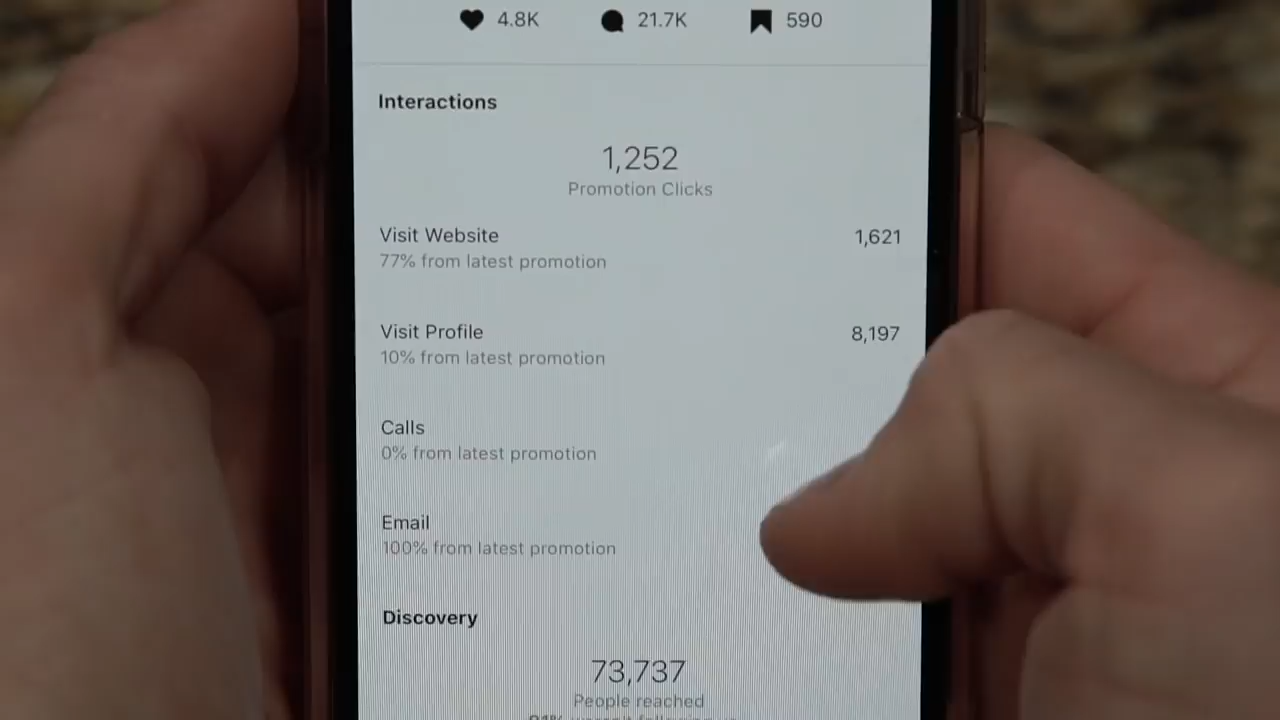 4.8K 21.7K 590
Interactions
1,252
Promotion Clicks
Visit Website 1,621
77% from latest promotion
Visit Profile 8,197
10% from latest promotion
Calls
0% from latest promotion
Email
100% from latest promotion
Discovery
73,737
People reached